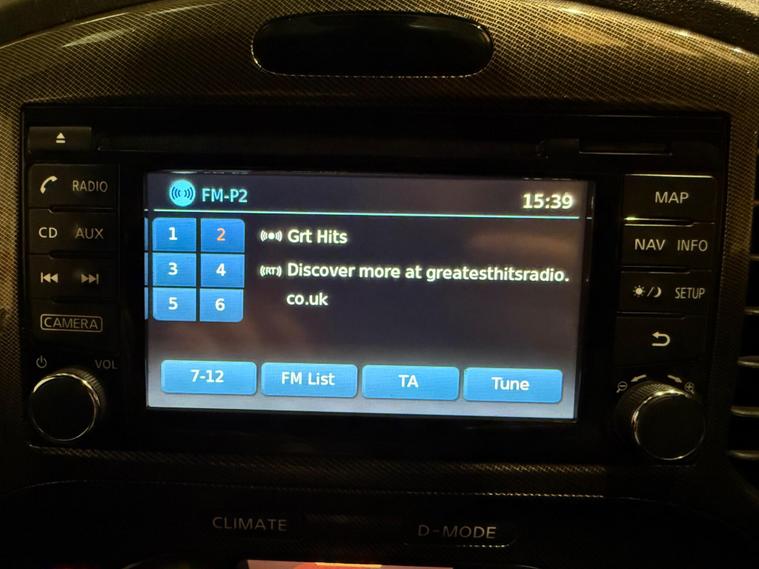 FM-P2 15:39
RADIO
MAP
1 2
Grt Hits
CD AUX
NAV INFO
3 4
(RT) Discover more at greatesthitsradio.
co.uk
5 6
SETUP
CAMERA
VOL
7-12 FM List TA Tune
CLIMATE D-MODE